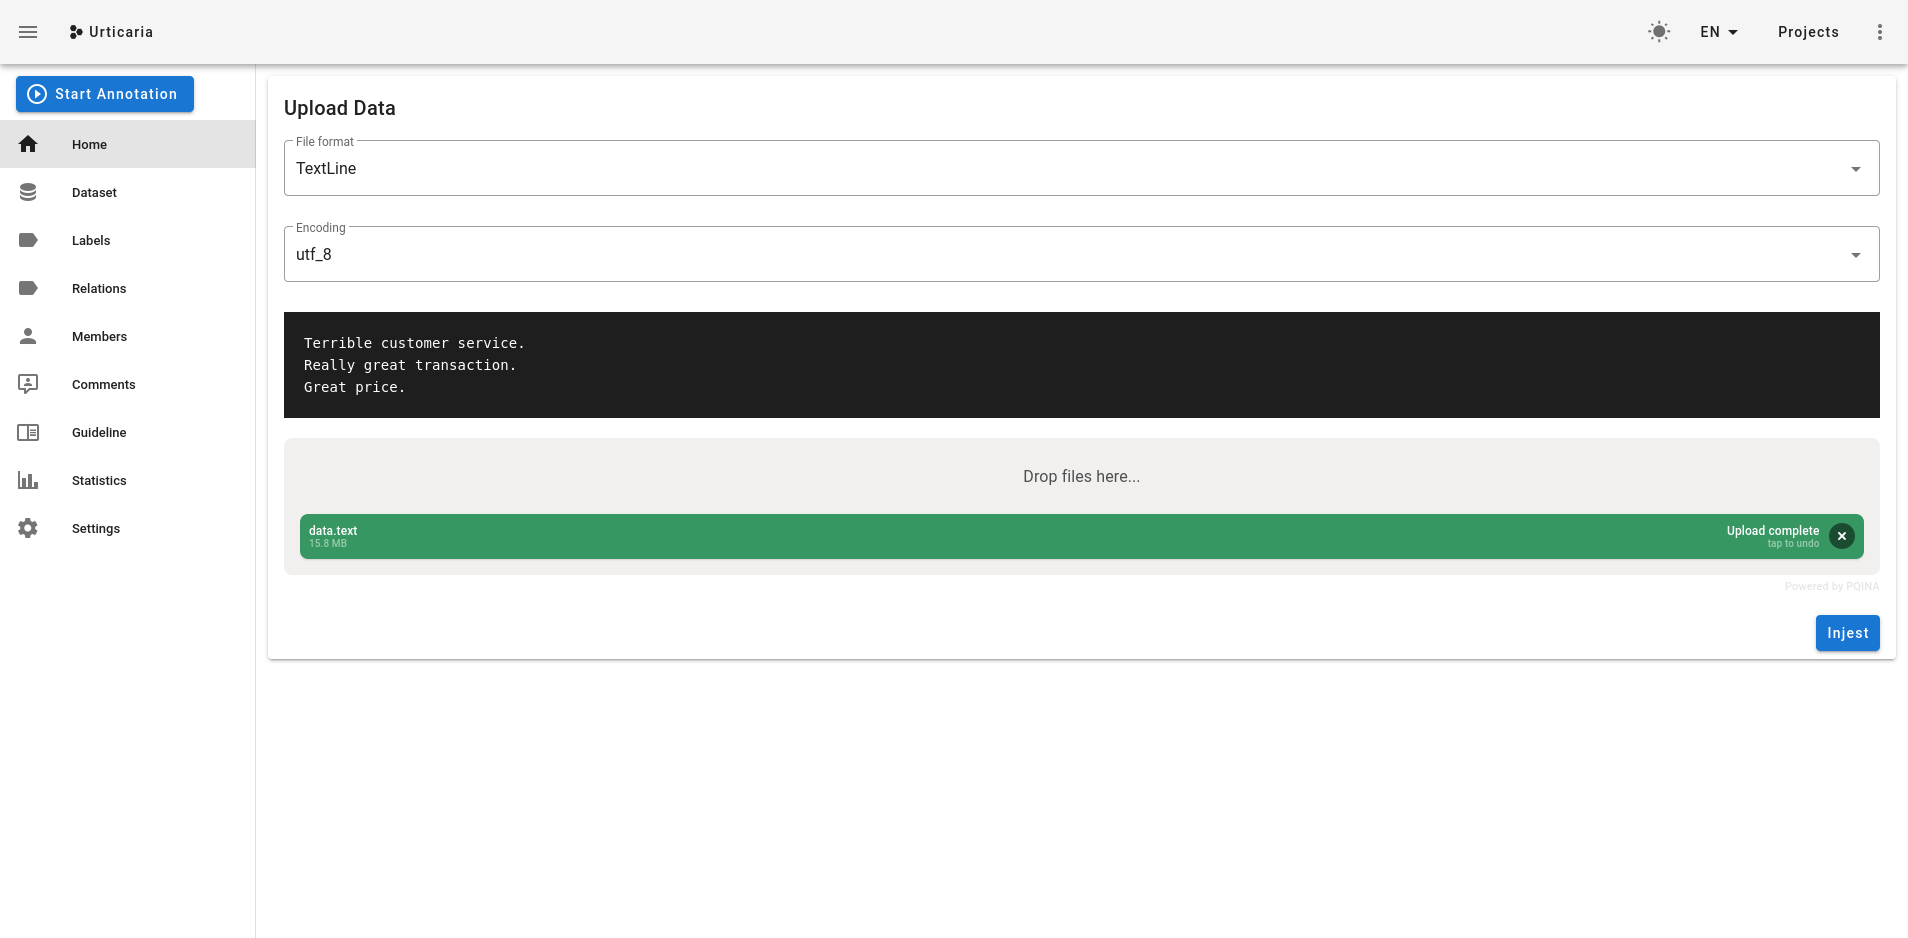 Urticaria
EN
Projects
Start Annotation
Home
Dataset
Labels
Relations
Members
Comments
Guideline
Statistics
Settings
Upload Data
File format
TextLine
Encoding
utf_8
Terrible customer service.
Really great transaction.
Great price.
Drop files here...
data.text
15.8 MB
Upload complete
tap to undo
Powered by PQINA
Injest